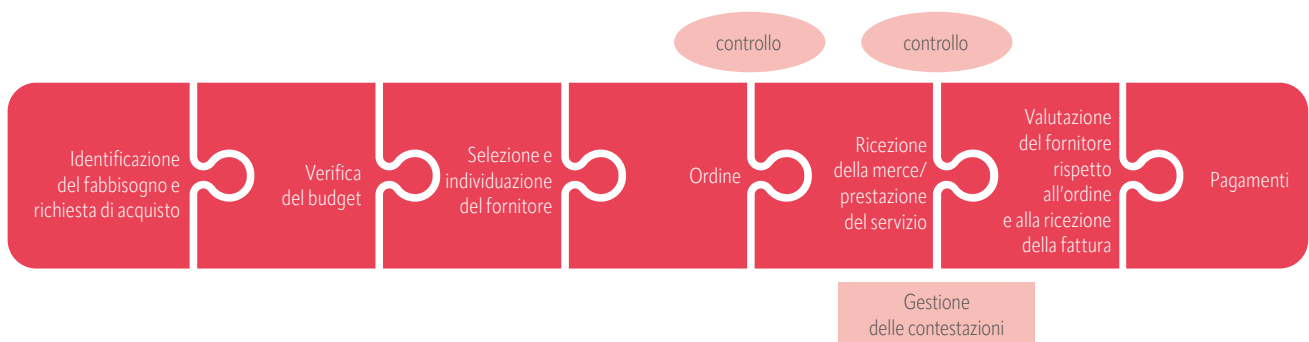 controllo
controllo
Identificazione
del fabbisogno e
richiesta di acquisto
Verifica
del budget
Selezione e
individuazione
del fornitore
Ordine
Ricezione
della merce/
prestazione
del servizio
Valutazione
del fornitore
rispetto
all'ordine
e alla ricezione
della fattura
Pagamenti
Gestione
delle contestazioni